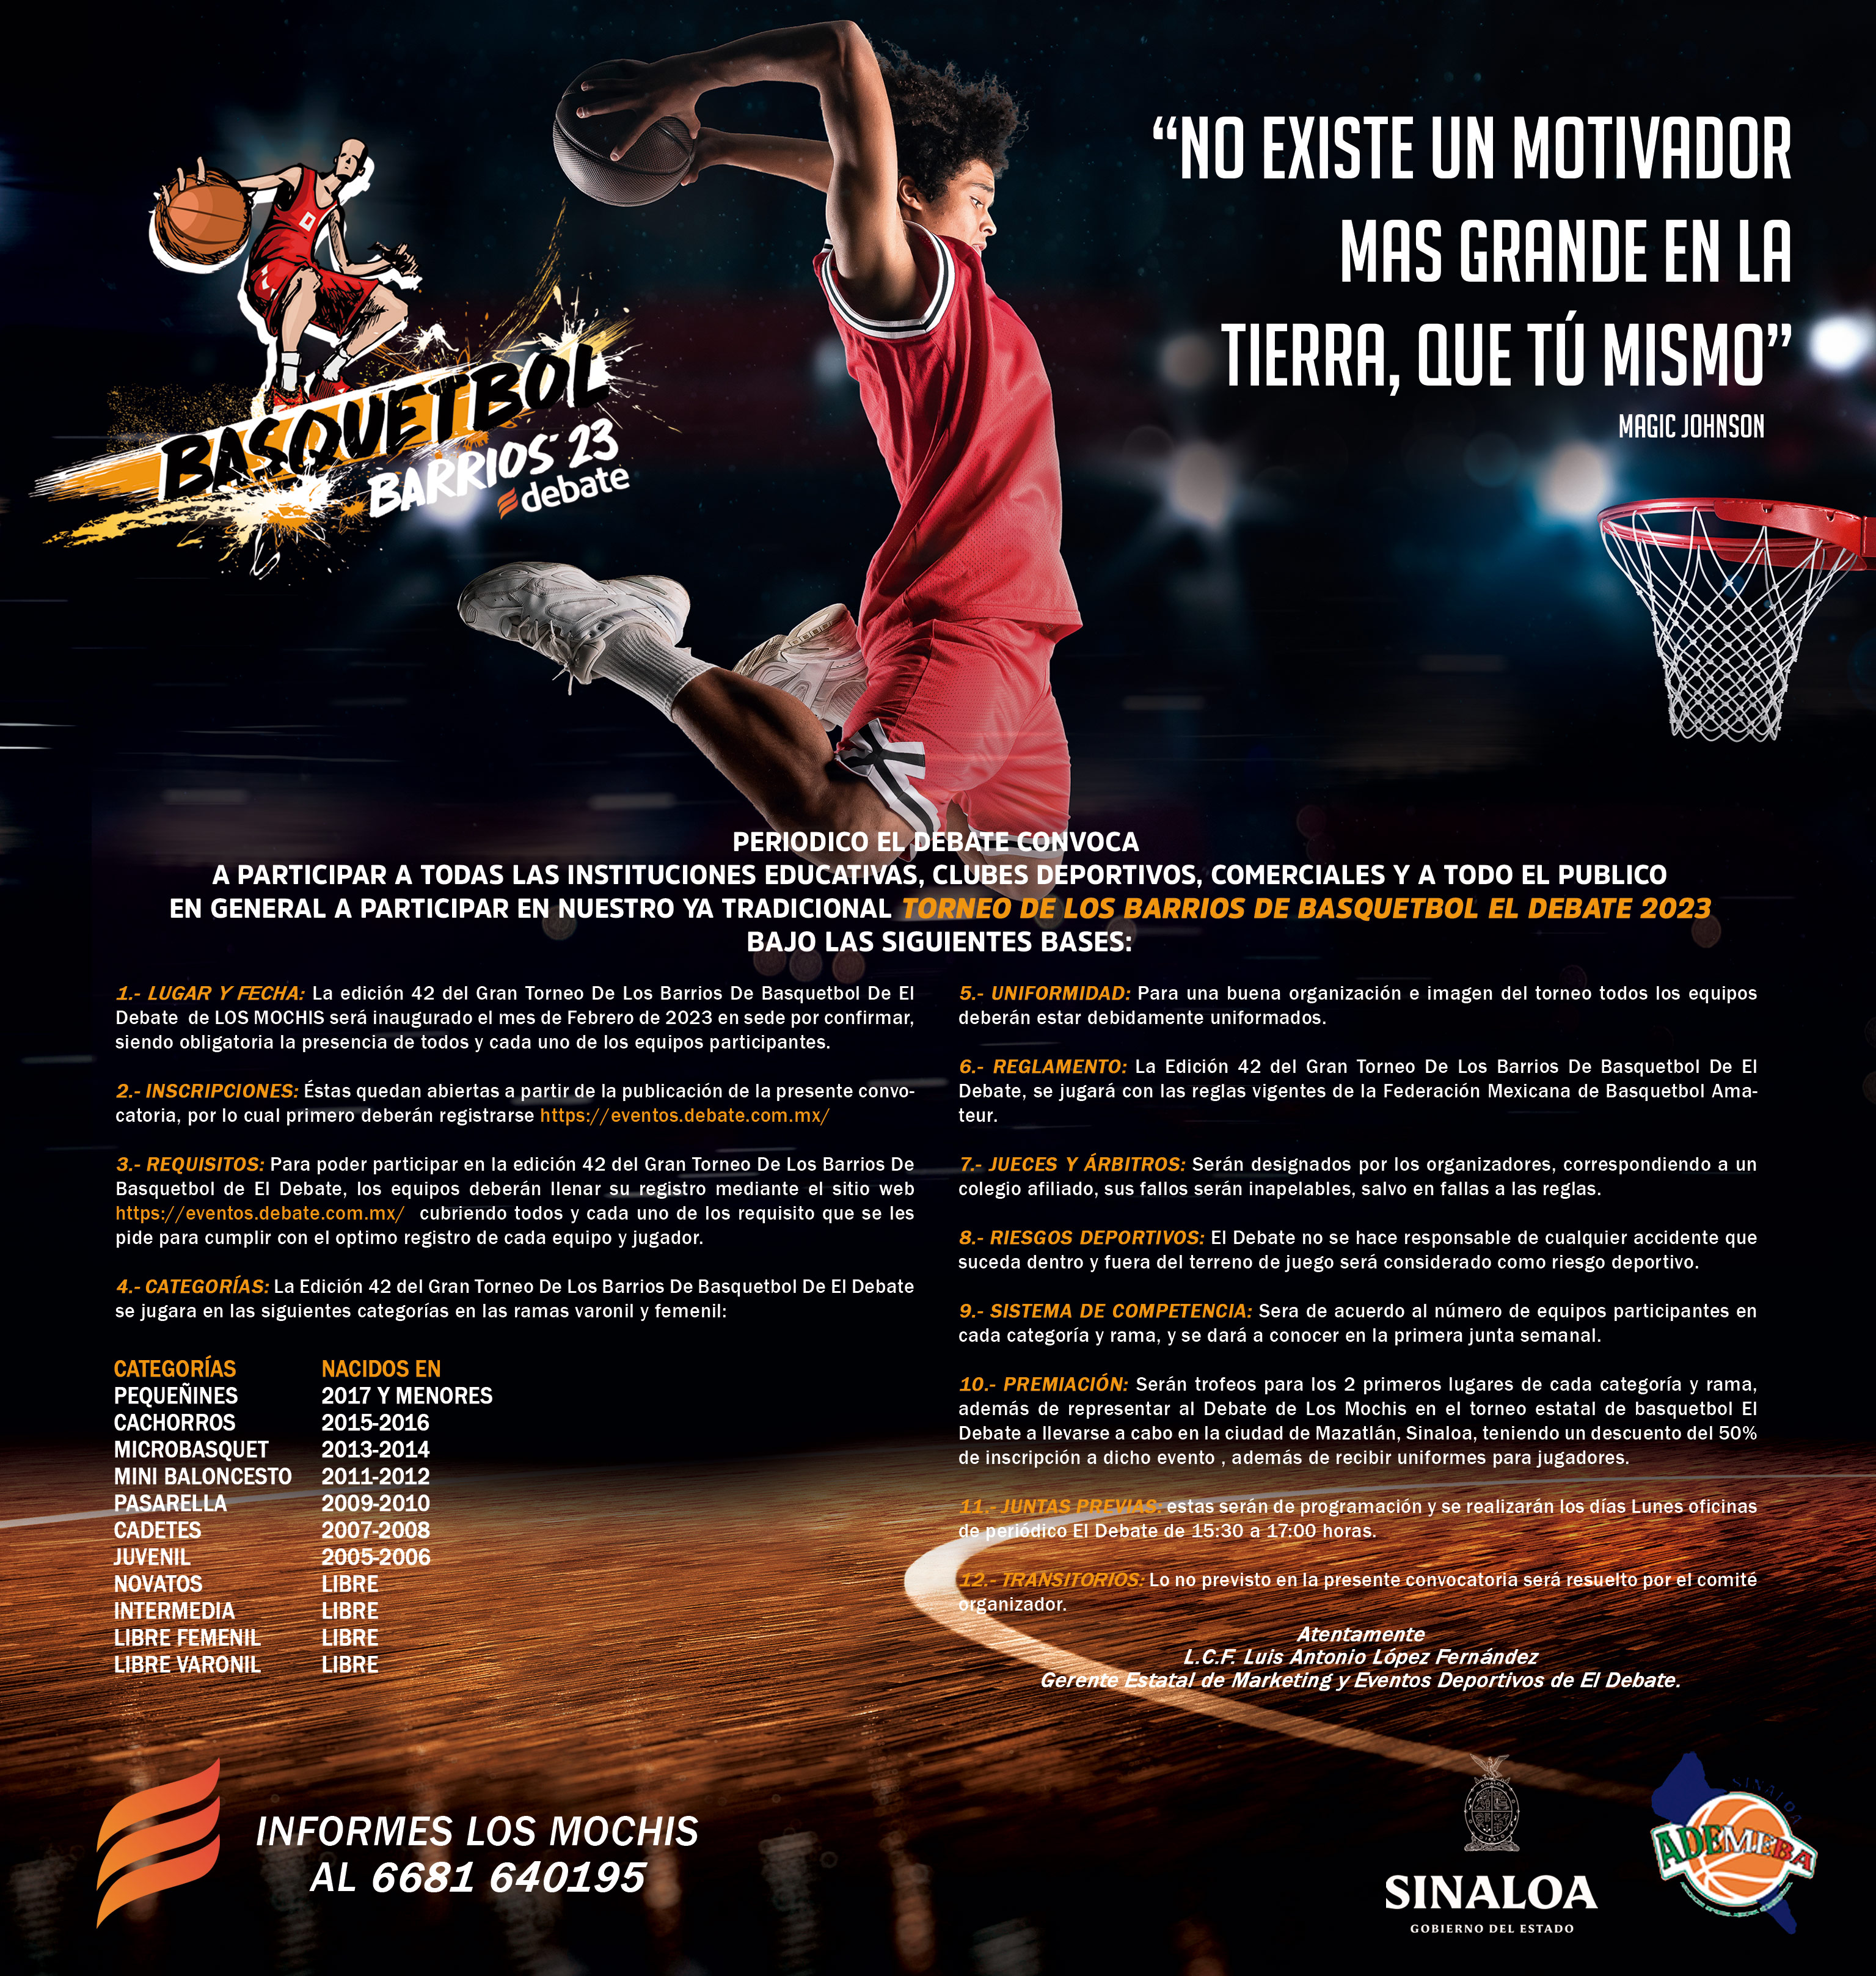 “NO EXISTE UN MOTIVADOR
MAS GRANDE EN LA
TIERRA, QUE TÚ MISMO”
MAGIC JOHNSON
BASQUETBOL
BARRIOS 23
debate
PERIODICO EL DEBATE CONVOCA
A PARTICIPAR A TODAS LAS INSTITUCIONES EDUCATIVAS, CLUBES DEPORTIVOS, COMERCIALES Y A TODO EL PUBLICO
EN GENERAL A PARTICIPAR EN NUESTRO YA TRADICIONAL TORNEO DE LOS BARRIOS DE BASQUETBOL EL DEBATE 2023
BAJO LAS SIGUIENTES BASES:
1.- LUGAR Y FECHA: La edición 42 del Gran Torneo De Los Barrios De Basquetbol De El
Debate de LOS MOCHIS será inaugurado el mes de Febrero de 2023 en sede por confirmar,
siendo obligatoria la presencia de todos y cada uno de los equipos participantes.
2.- INSCRIPCIONES: Éstas quedan abiertas a partir de la publicación de la presente convo-
catoria, por lo cual primero deberán registrarse https://eventos.debate.com.mx/
3.- REQUISITOS: Para poder participar en la edición 42 del Gran Torneo De Los Barrios De
Basquetbol de El Debate, los equipos deberán llenar su registro mediante el sitio web
https://eventos.debate.com.mx/ cubriendo todos y cada uno de los requisito que se les
pide para cumplir con el optimo registro de cada equipo y jugador.
4.- CATEGORÍAS: La Edición 42 del Gran Torneo De Los Barrios De Basquetbol De El Debate
se jugara en las siguientes categorías en las ramas varonil y femenil:
CATEGORÍAS NACIDOS EN
PEQUEÑINES 2017 Y MENORES
CACHORROS 2015-2016
MICROBASQUET 2013-2014
MINI BALONCESTO 2011-2012
PASARELLA 2009-2010
CADETES 2007-2008
JUVENIL 2005-2006
NOVATOS LIBRE
INTERMEDIA LIBRE
LIBRE FEMENIL LIBRE
LIBRE VARONIL LIBRE
5.- UNIFORMIDAD: Para una buena organización e imagen del torneo todos los equipos
deberán estar debidamente uniformados.
6.- REGLAMENTO: La Edición 42 del Gran Torneo De Los Barrios De Basquetbol De El
Debate, se jugará con las reglas vigentes de la Federación Mexicana de Basquetbol Ama-
teur.
7.- JUECES Y ÁRBITROS: Serán designados por los organizadores, correspondiendo a un
colegio afiliado, sus fallos serán inapelables, salvo en fallas a las reglas.
8.- RIESGOS DEPORTIVOS: El Debate no se hace responsable de cualquier accidente que
suceda dentro y fuera del terreno de juego será considerado como riesgo deportivo.
9.- SISTEMA DE COMPETENCIA: Sera de acuerdo al número de equipos participantes en
cada categoría y rama, y se dará a conocer en la primera junta semanal.
10.- PREMIACIÓN: Serán trofeos para los 2 primeros lugares de cada categoría y rama,
además de representar al Debate de Los Mochis en el torneo estatal de basquetbol El
Debate a llevarse a cabo en la ciudad de Mazatlán, Sinaloa, teniendo un descuento del 50%
de inscripción a dicho evento , además de recibir uniformes para jugadores.
11.- JUNTAS PREVIAS: estas serán de programación y se realizarán los días Lunes oficinas
de periódico El Debate de 15:30 a 17:00 horas.
12.- TRANSITORIOS: Lo no previsto en la presente convocatoria será resuelto por el comité
organizador.
Atentamente
L.C.F. Luis Antonio López Fernández
Gerente Estatal de Marketing y Eventos Deportivos de El Debate.
INFORMES LOS MOCHIS
AL 6681 640195
SINALOA
GOBIERNO DEL ESTADO
SINALOA
ADEMEBA